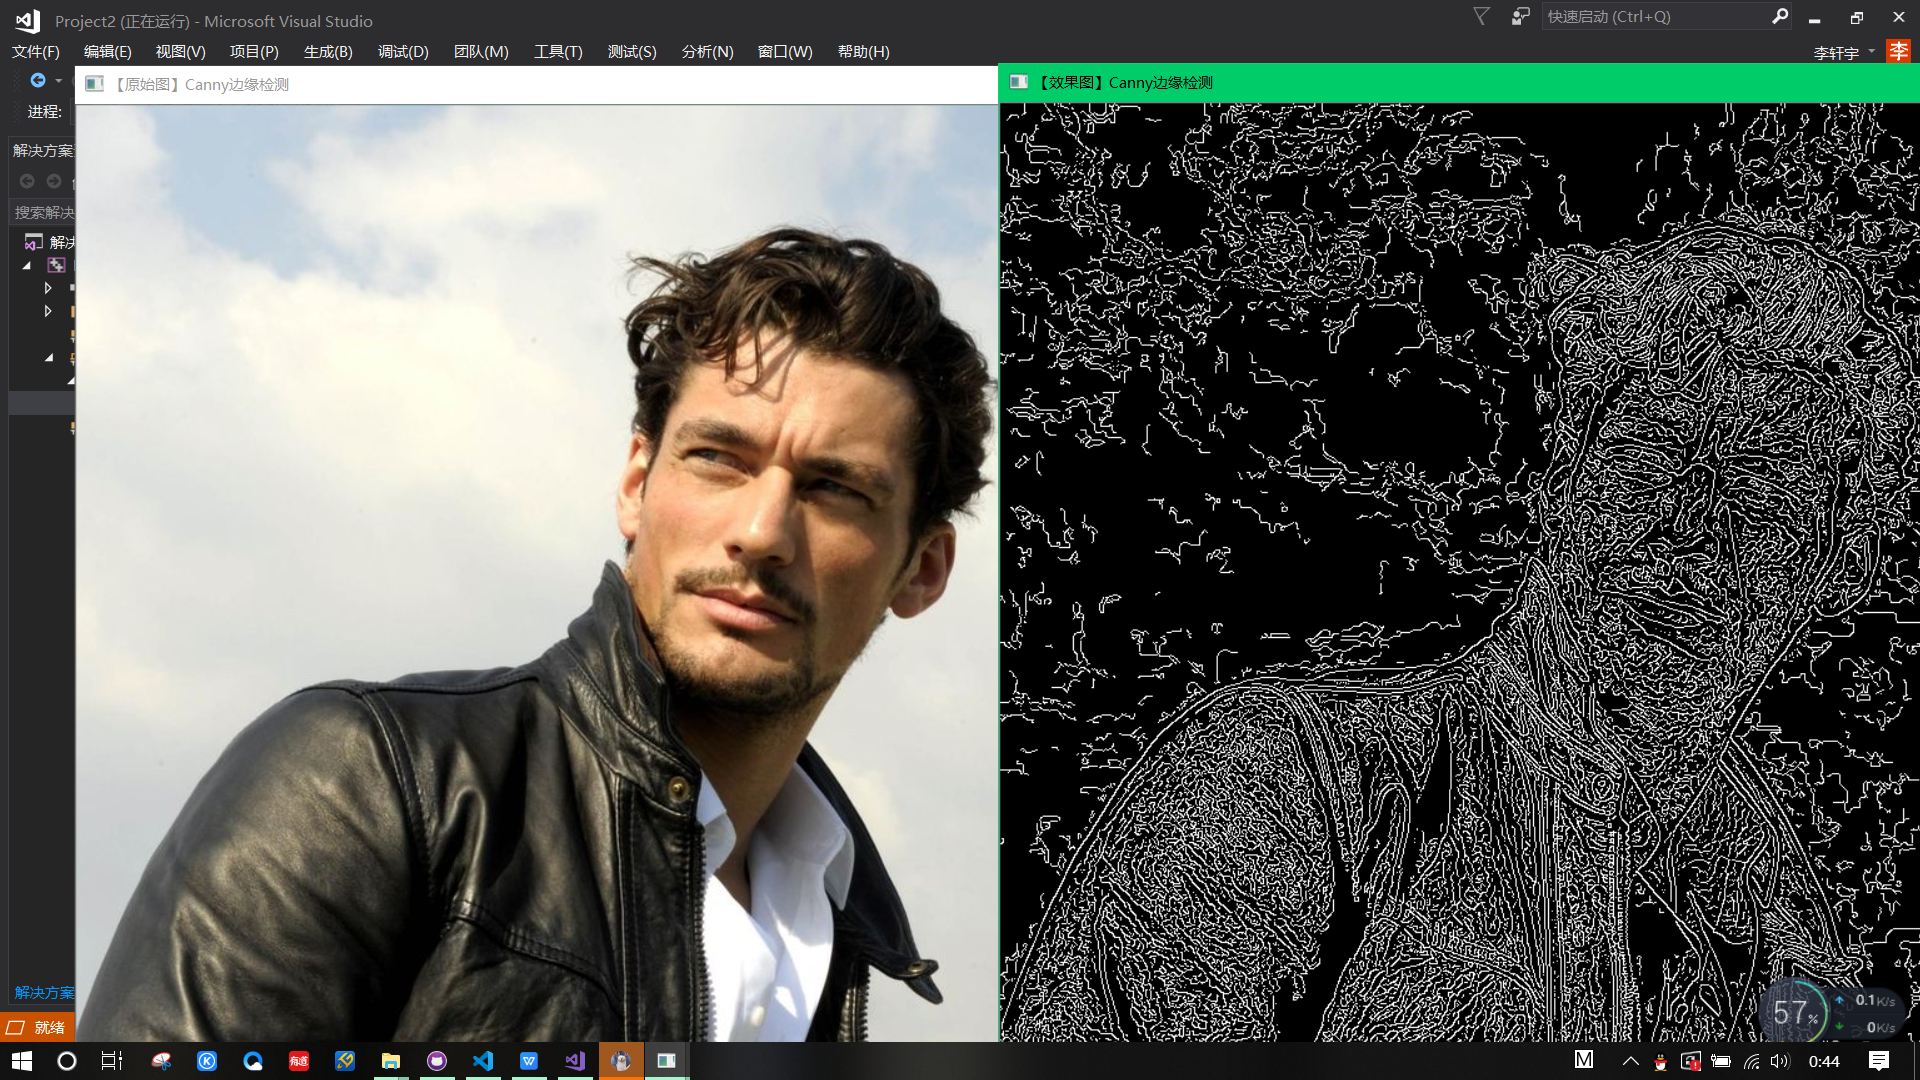 Project2 (正在运行) - Microsoft Visual Studio
快速启动 (Ctrl+Q)
文件(F) 编辑(E) 视图(V) 项目(P) 生成(B) 调试(D) 团队(M) 工具(T) 测试(S) 分析(N) 窗口(W) 帮助(H)
李轩宇 李
【原始图】Canny边缘检测
【效果图】Canny边缘检测
进程:
解决方案
搜索解决
解决
解决方案
就绪
57%
0.1K/s
0K/s
有道
M
0:44